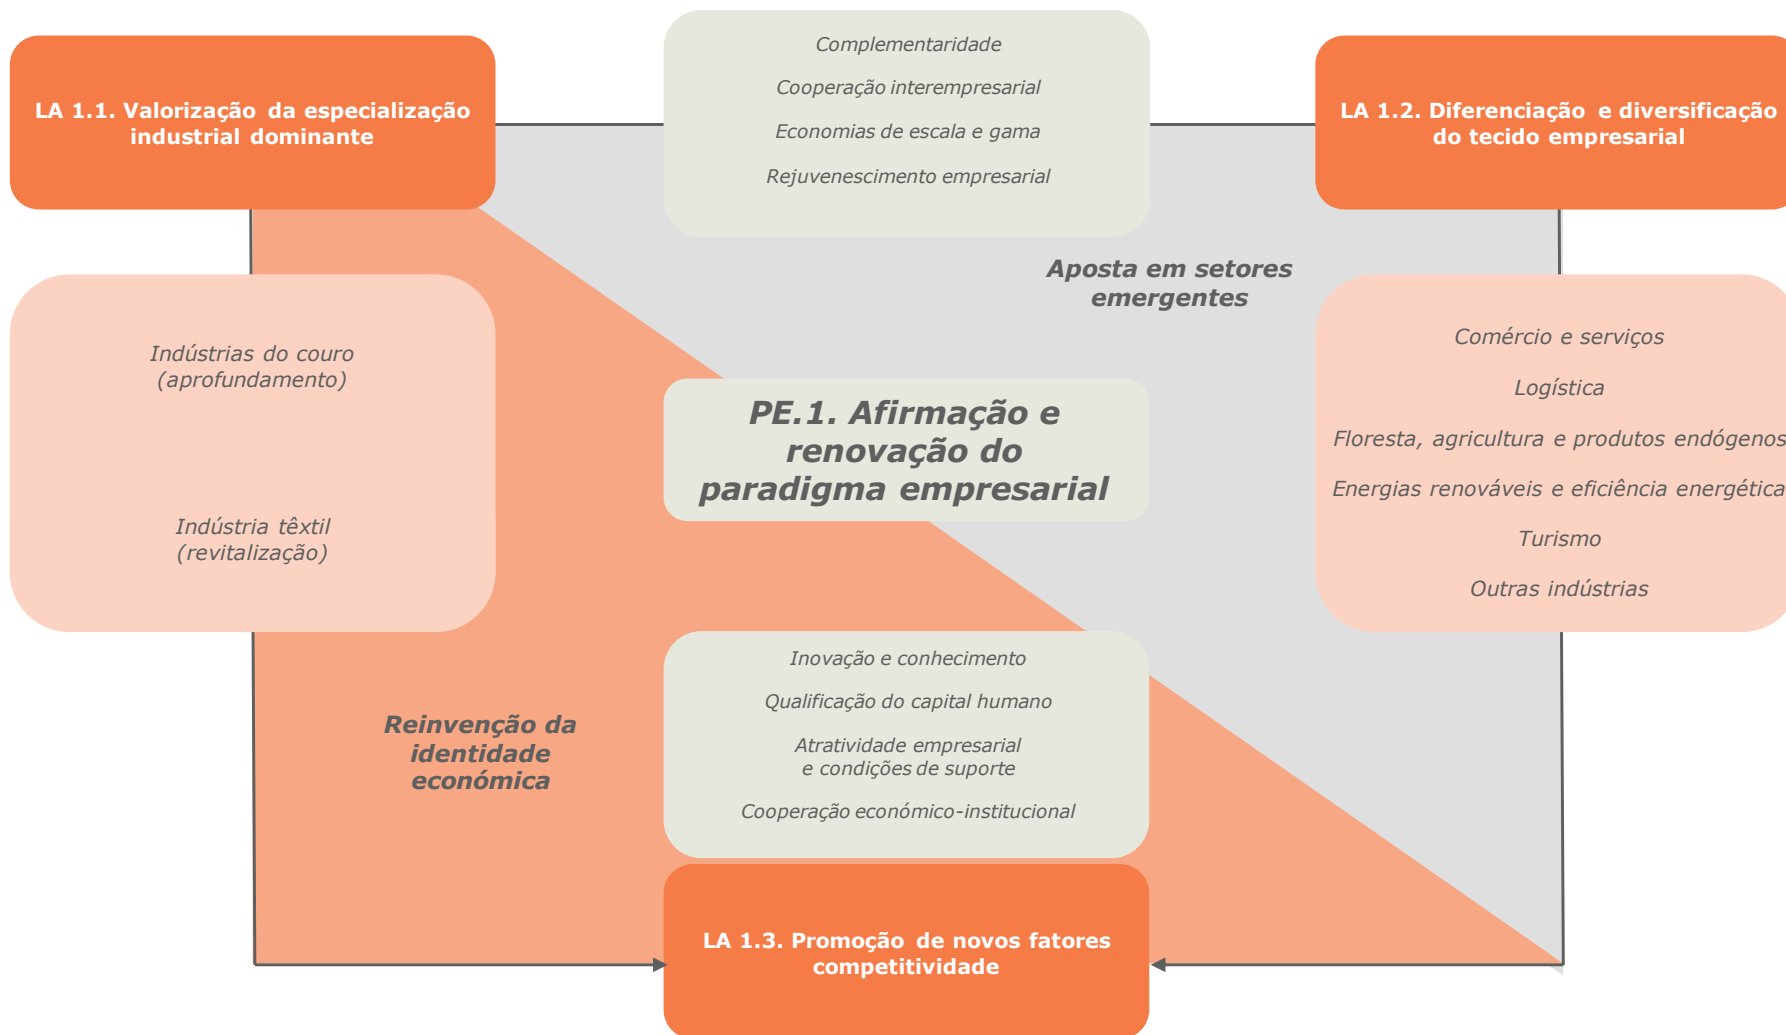 Complementaridade
Cooperação interempresarial
Economias de escala e gama
Rejuvenescimento empresarial
LA 1.1. Valorização da especialização
industrial dominante
LA 1.2. Diferenciação e diversificação
do tecido empresarial
Aposta em setores
emergentes
Indústrias do couro
(aprofundamento)
Indústria têxtil
(revitalização)
PE.1. Afirmação e
renovação do
paradigma empresarial
Comércio e serviços
Logística
Floresta, agricultura e produtos endógenos
Energias renováveis e eficiência energética
Turismo
Outras indústrias
Reinvenção da
identidade
económica
Inovação e conhecimento
Qualificação do capital humano
Atratividade empresarial
e condições de suporte
Cooperação económico-institucional
LA 1.3. Promoção de novos fatores
competitividade